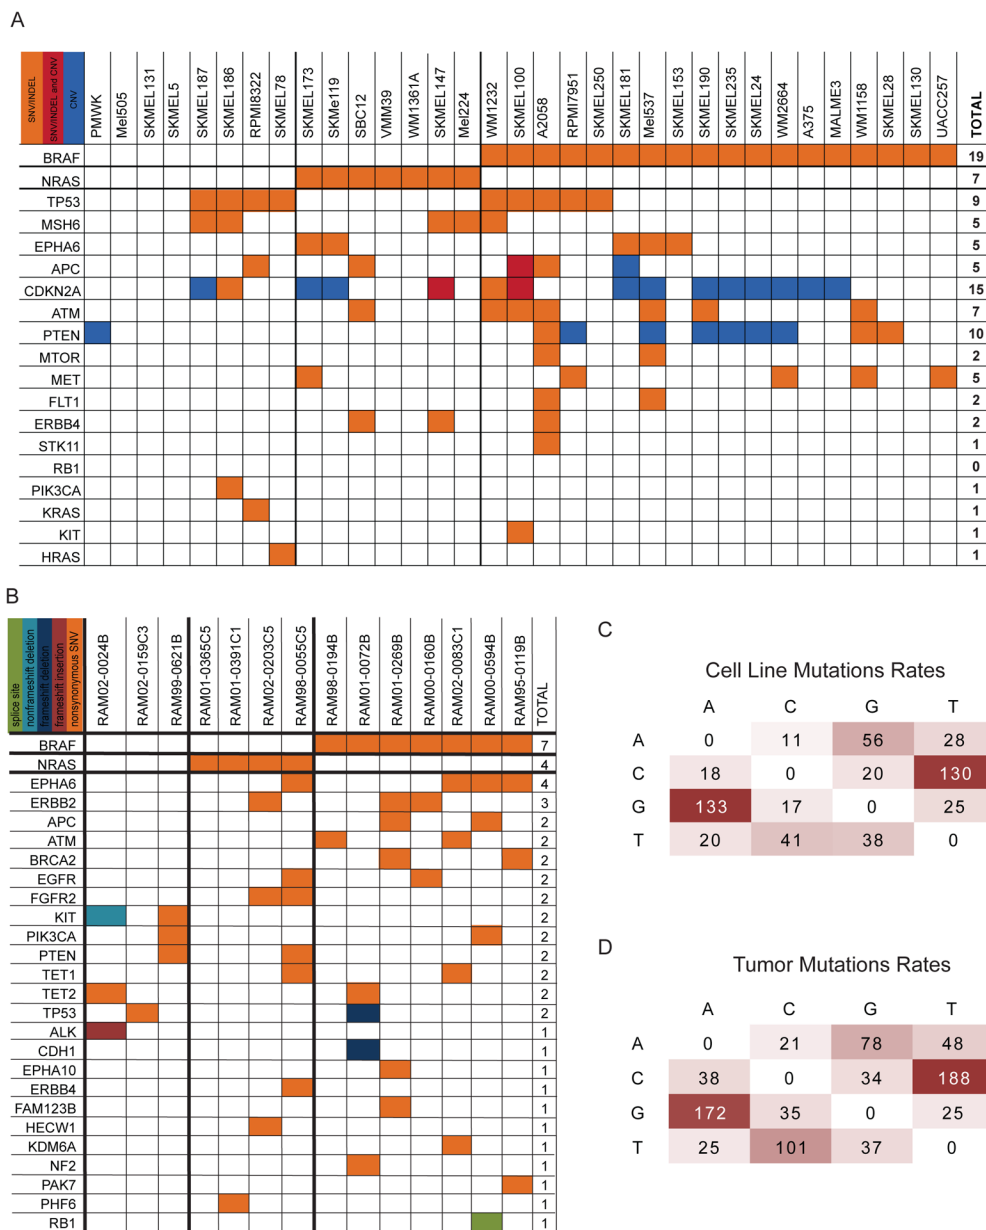 A
SNV/INDEL
SNV/INDEL and CNV
CNV
PMWK
Mel505
SKMEL131
SKMEL5
SKMEL187
SKMEL186
RPMI8322
SKMEL78
SKMEL173
SKMe119
SBC12
VMM39
WM1361A
SKMEL147
Mel224
WM1232
SKMEL100
A2058
RPMI7951
SKMEL250
SKMEL181
Mel537
SKMEL153
SKMEL190
SKMEL235
SKMEL24
WM2664
A375
MALME3
WM1158
SKMEL28
SKMEL130
UACC257
TOTAL
BRAF 19
NRAS 7
TP53 9
MSH6 5
EPHA6 5
APC 5
CDKN2A 15
ATM 7
PTEN 10
MTOR 2
MET 5
FLT1 2
ERBB4 2
STK11 1
RB1 0
PIK3CA 1
KRAS 1
KIT 1
HRAS 1
B
splice site
nonframeshift deletion
frameshift deletion
frameshift insertion
nonsynonymous SNV
RAM02-0024B
RAM02-0159C3
RAM99-0621B
RAM01-0365C5
RAM01-0391C1
RAM02-0203C5
RAM98-0055C5
RAM98-0194B
RAM01-0072B
RAM01-0269B
RAM00-0160B
RAM02-0083C1
RAM00-0594B
RAM95-0119B
TOTAL
BRAF 7
NRAS 4
EPHA6 4
ERBB2 3
APC 2
ATM 2
BRCA2 2
EGFR 2
FGFR2 2
KIT 2
PIK3CA 2
PTEN 2
TET1 2
TET2 2
TP53 2
ALK 1
CDH1 1
EPHA10 1
ERBB4 1
FAM123B 1
HECW1 1
KDM6A 1
NF2 1
PAK7 1
PHF6 1
RB1 1
C
Cell Line Mutations Rates
A C G T
A 0 11 56 28
C 18 0 20 130
G 133 17 0 25
T 20 41 38 0
D
Tumor Mutations Rates
A C G T
A 0 21 78 48
C 38 0 34 188
G 172 35 0 25
T 25 101 37 0